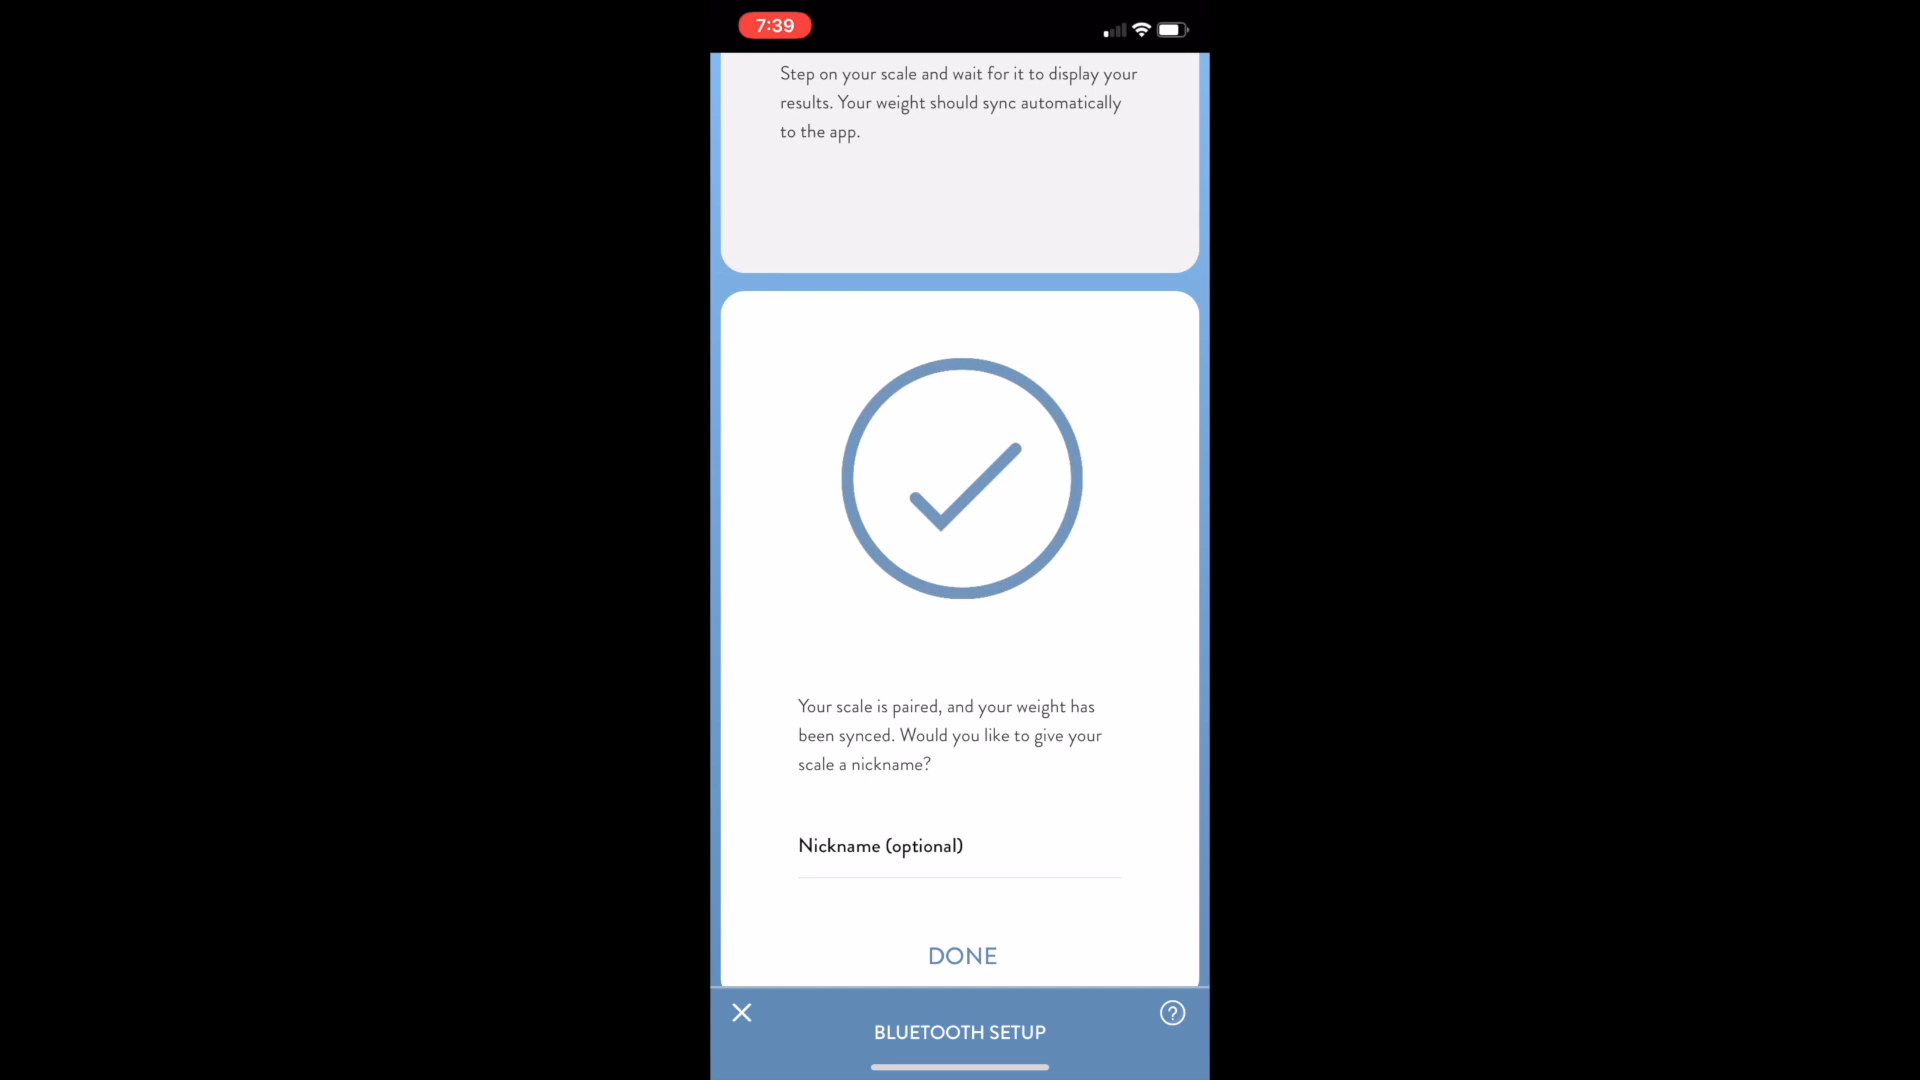 7:39
Step on your scale and wait for it to display your
results. Your weight should sync automatically
to the app.
Your scale is paired, and your weight has
been synced. Would you like to give your
scale a nickname?
Nickname (optional)
DONE
?
BLUETOOTH SETUP